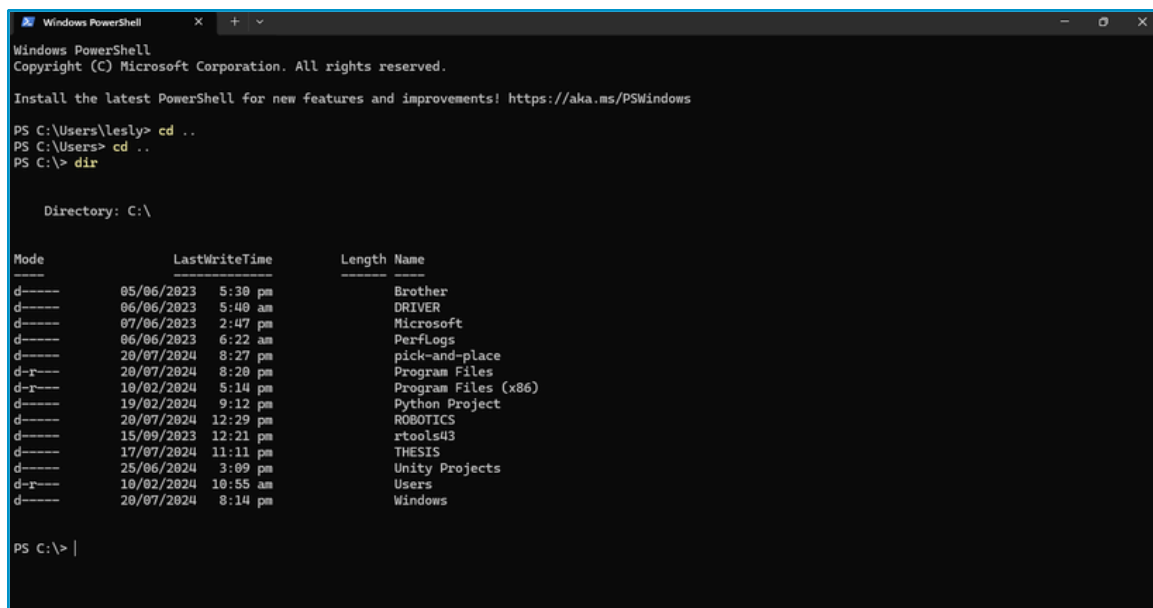 Windows PowerShell
Windows PowerShell
Copyright (C) Microsoft Corporation. All rights reserved.
Install the latest PowerShell for new features and improvements! https://aka.ms/PSWindows
PS C:\Users\lesly> cd ..
PS C:\Users> cd ..
PS C:\> dir
Directory: C:\
Mode LastWriteTime Length Name
---- ------------- ------ ----
d----- 05/06/2023 5:30 pm Brother
d----- 06/06/2023 5:40 am DRIVER
d----- 07/06/2023 2:47 pm Microsoft
d----- 06/06/2023 6:22 am PerfLogs
d----- 20/07/2024 8:27 pm pick-and-place
d-r--- 20/07/2024 8:20 pm Program Files
d-r--- 10/02/2024 5:14 pm Program Files (x86)
d----- 19/02/2024 9:12 pm Python Project
d----- 20/07/2024 12:29 pm ROBOTICS
d----- 15/09/2023 12:21 pm rtools43
d----- 17/07/2024 11:11 pm THESIS
d----- 25/06/2024 3:09 pm Unity Projects
d-r--- 10/02/2024 10:55 am Users
d----- 20/07/2024 8:14 pm Windows
PS C:\>